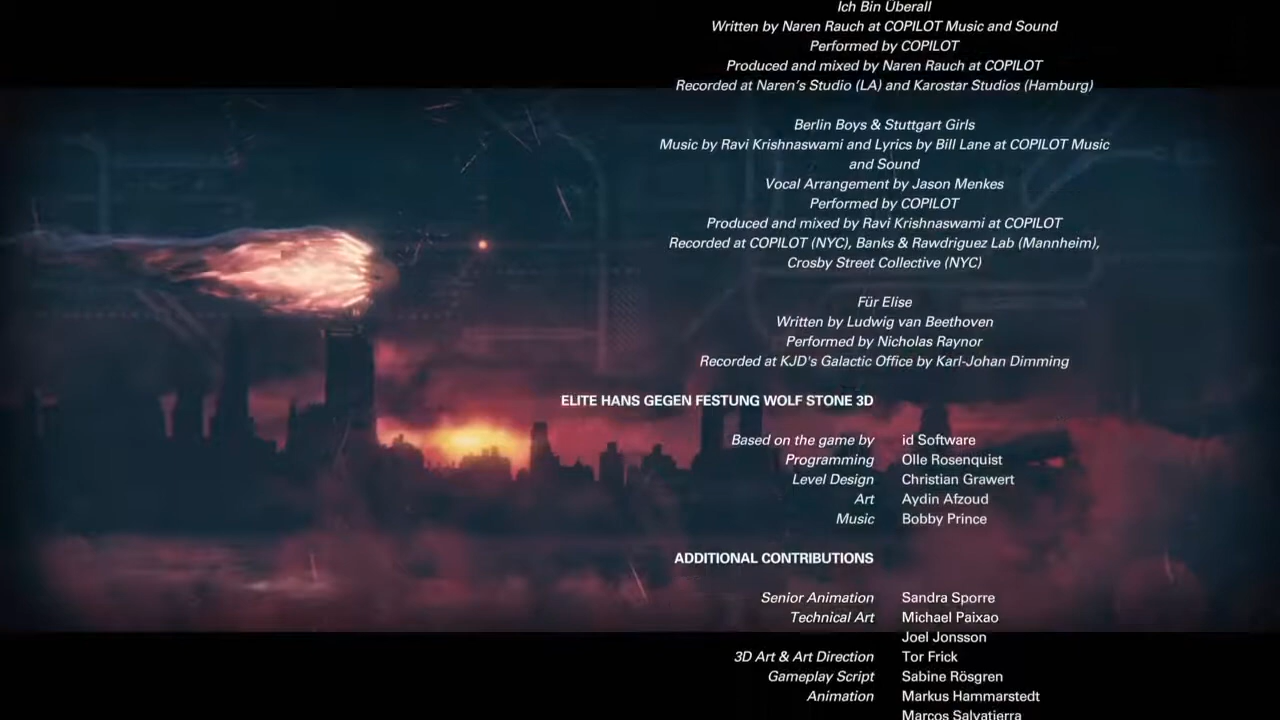 Ich Bin Überall
Written by Naren Rauch at COPILOT Music and Sound
Performed by COPILOT
Produced and mixed by Naren Rauch at COPILOT
Recorded at Naren's Studio (LA) and Karostar Studios (Hamburg)
Berlin Boys & Stuttgart Girls
Music by Ravi Krishnaswami and Lyrics by Bill Lane at COPILOT Music
and Sound
Vocal Arrangement by Jason Menkes
Performed by COPILOT
Produced and mixed by Ravi Krishnaswami at COPILOT
Recorded at COPILOT (NYC), Banks & Rawdriguez Lab (Mannheim),
Crosby Street Collective (NYC)
Für Elise
Written by Ludwig van Beethoven
Performed by Nicholas Raynor
Recorded at KJD's Galactic Office by Karl-Johan Dimming
ELITE HANS GEGEN FESTUNG WOLF STONE 3D
Based on the game by id Software
Programming Olle Rosenquist
Level Design Christian Grawert
Art Aydin Afzoud
Music Bobby Prince
ADDITIONAL CONTRIBUTIONS
Senior Animation Sandra Sporre
Technical Art Michael Paixao
Joel Jonsson
3D Art & Art Direction Tor Frick
Gameplay Script Sabine Rösgren
Animation Markus Hammarstedt
Marcos Salvatierra